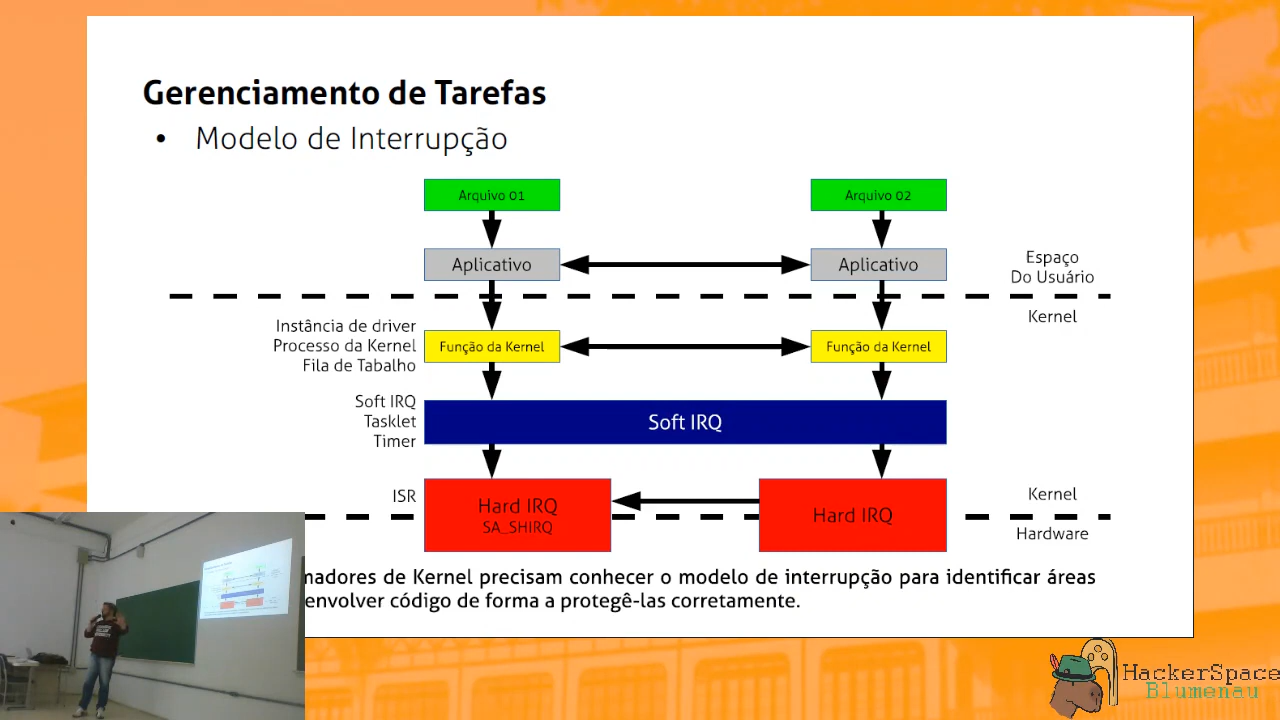 Gerenciamento de Tarefas
• Modelo de Interrupção
Arquivo 01
Arquivo 02
Aplicativo
Aplicativo
Espaço
Do Usuário
Kernel
Instância de driver
Processo da Kernel
Fila de Tabalho
Função da Kernel
Função da Kernel
Soft IRQ
Tasklet
Timer
Soft IRQ
ISR
Hard IRQ
SA_SHIRQ
Hard IRQ
Kernel
Hardware
madores de Kernel precisam conhecer o modelo de interrupção para identificar áreas
envolver código de forma a protegê-las corretamente.
HackerSpace
Blumenau